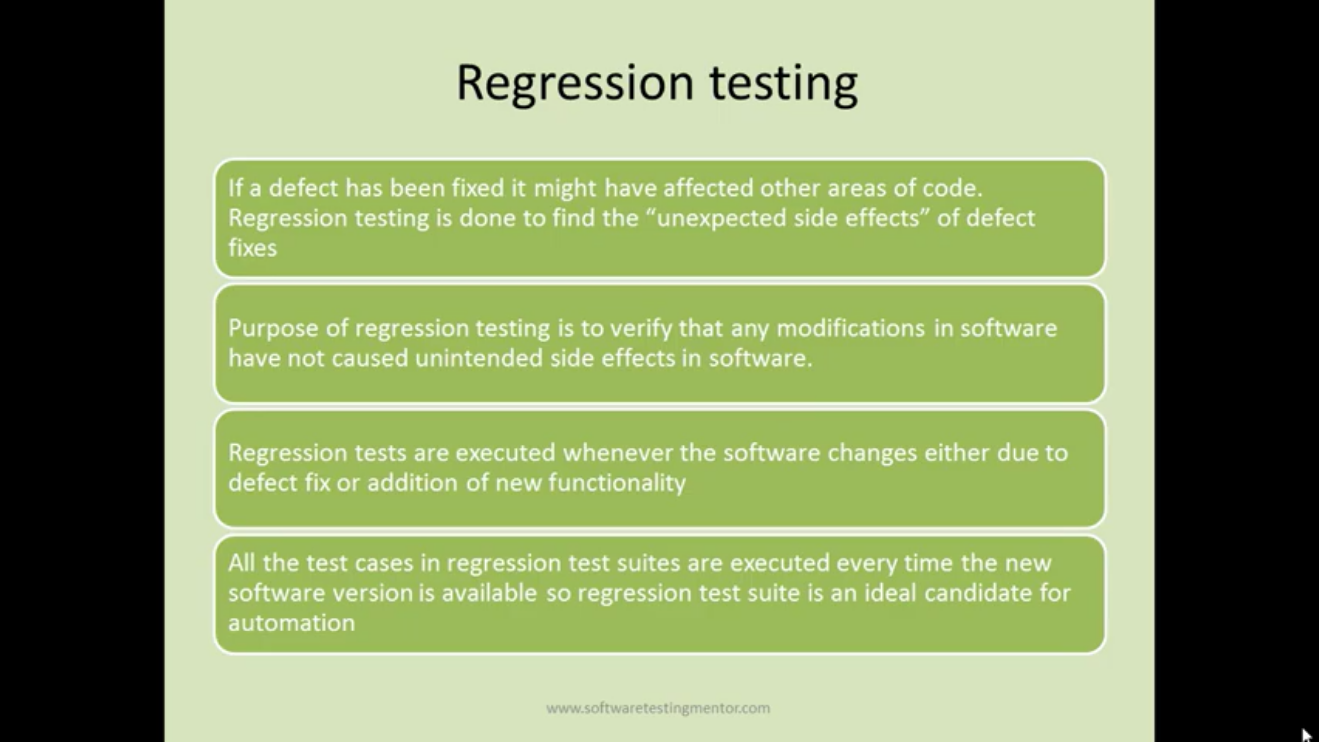 Regression testing
If a defect has been fixed it might have affected other areas of code.
Regression testing is done to find the “unexpected side effects” of defect
fixes
Purpose of regression testing is to verify that any modifications in software
have not caused unintended side effects in software.
Regression tests are executed whenever the software changes either due to
defect fix or addition of new functionality
All the test cases in regression test suites are executed every time the new
software version is available so regression test suite is an ideal candidate for
automation
www.softwaretestingmentor.com